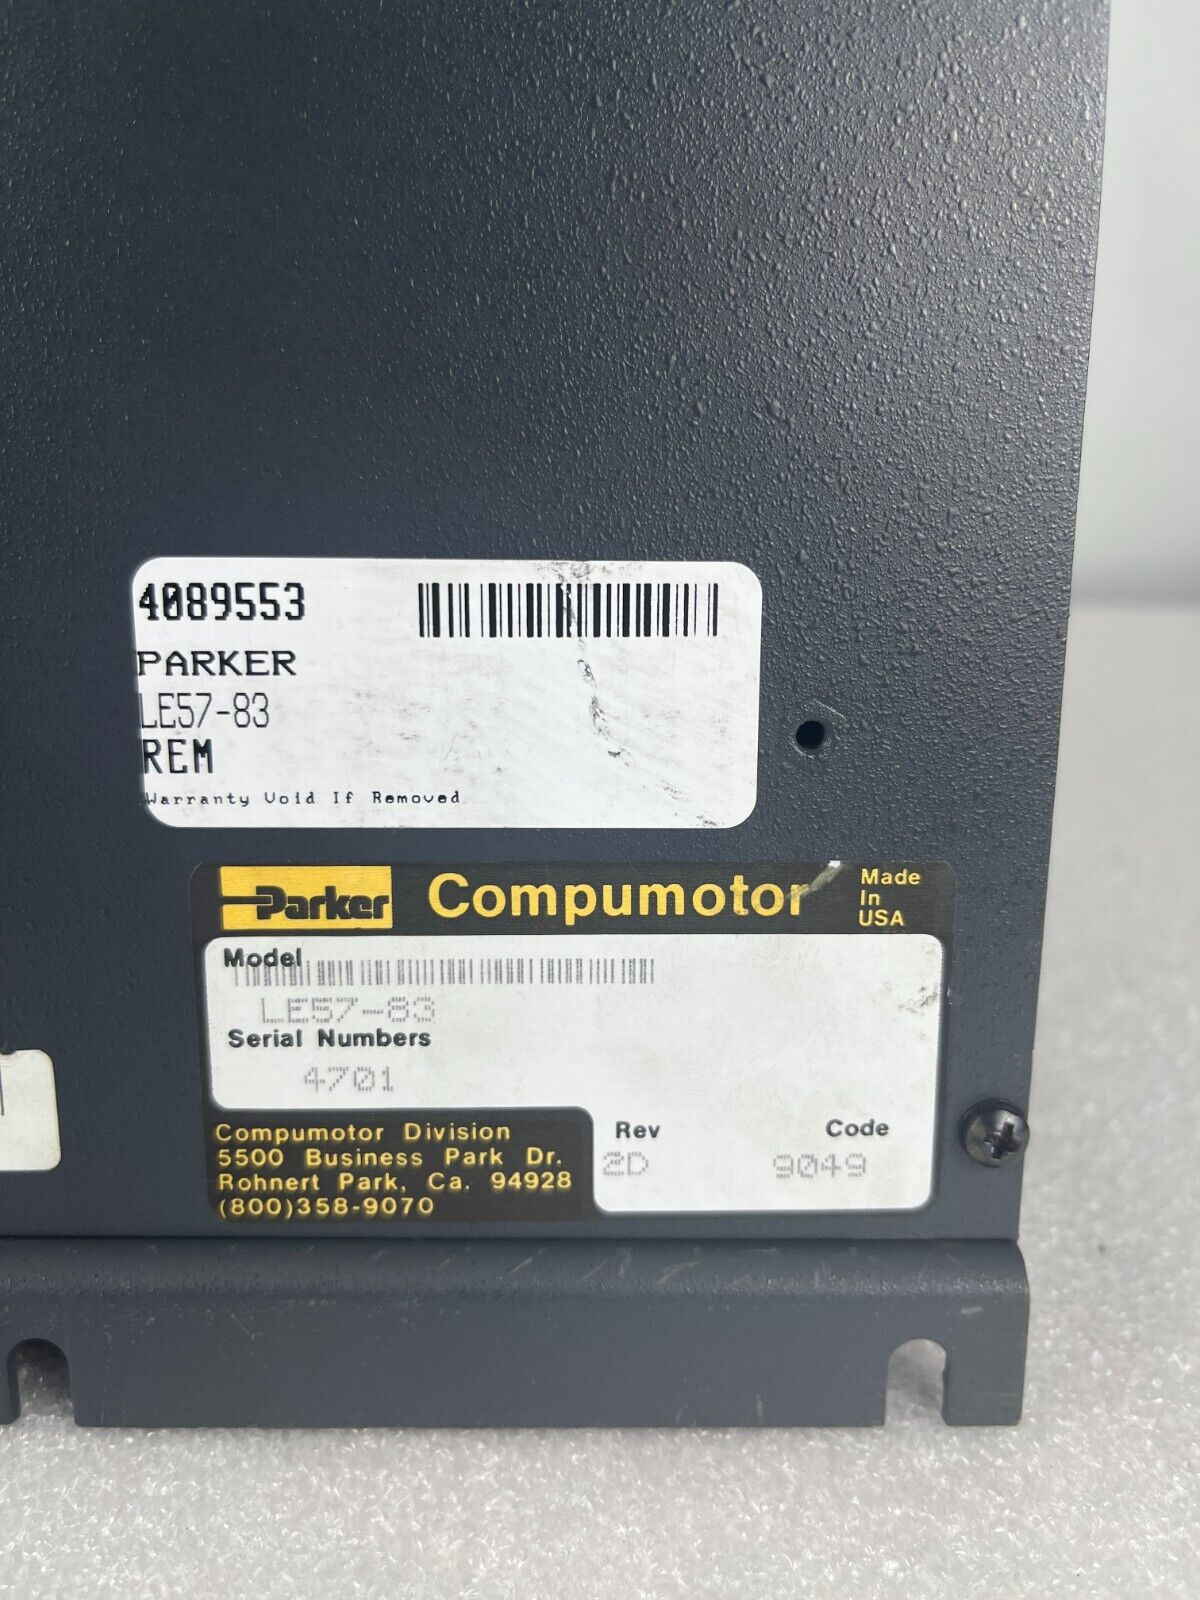 4089553
PARKER
LE57-83
REM
Warranty Void If Removed
Parker Compumotor
Made
In
USA
Model
LE57-83
Serial Numbers
4701
Compumotor Division
5500 Business Park Dr.
Rohnert Park, Ca. 94928
(800)358-9070
Rev
2D
Code
9049